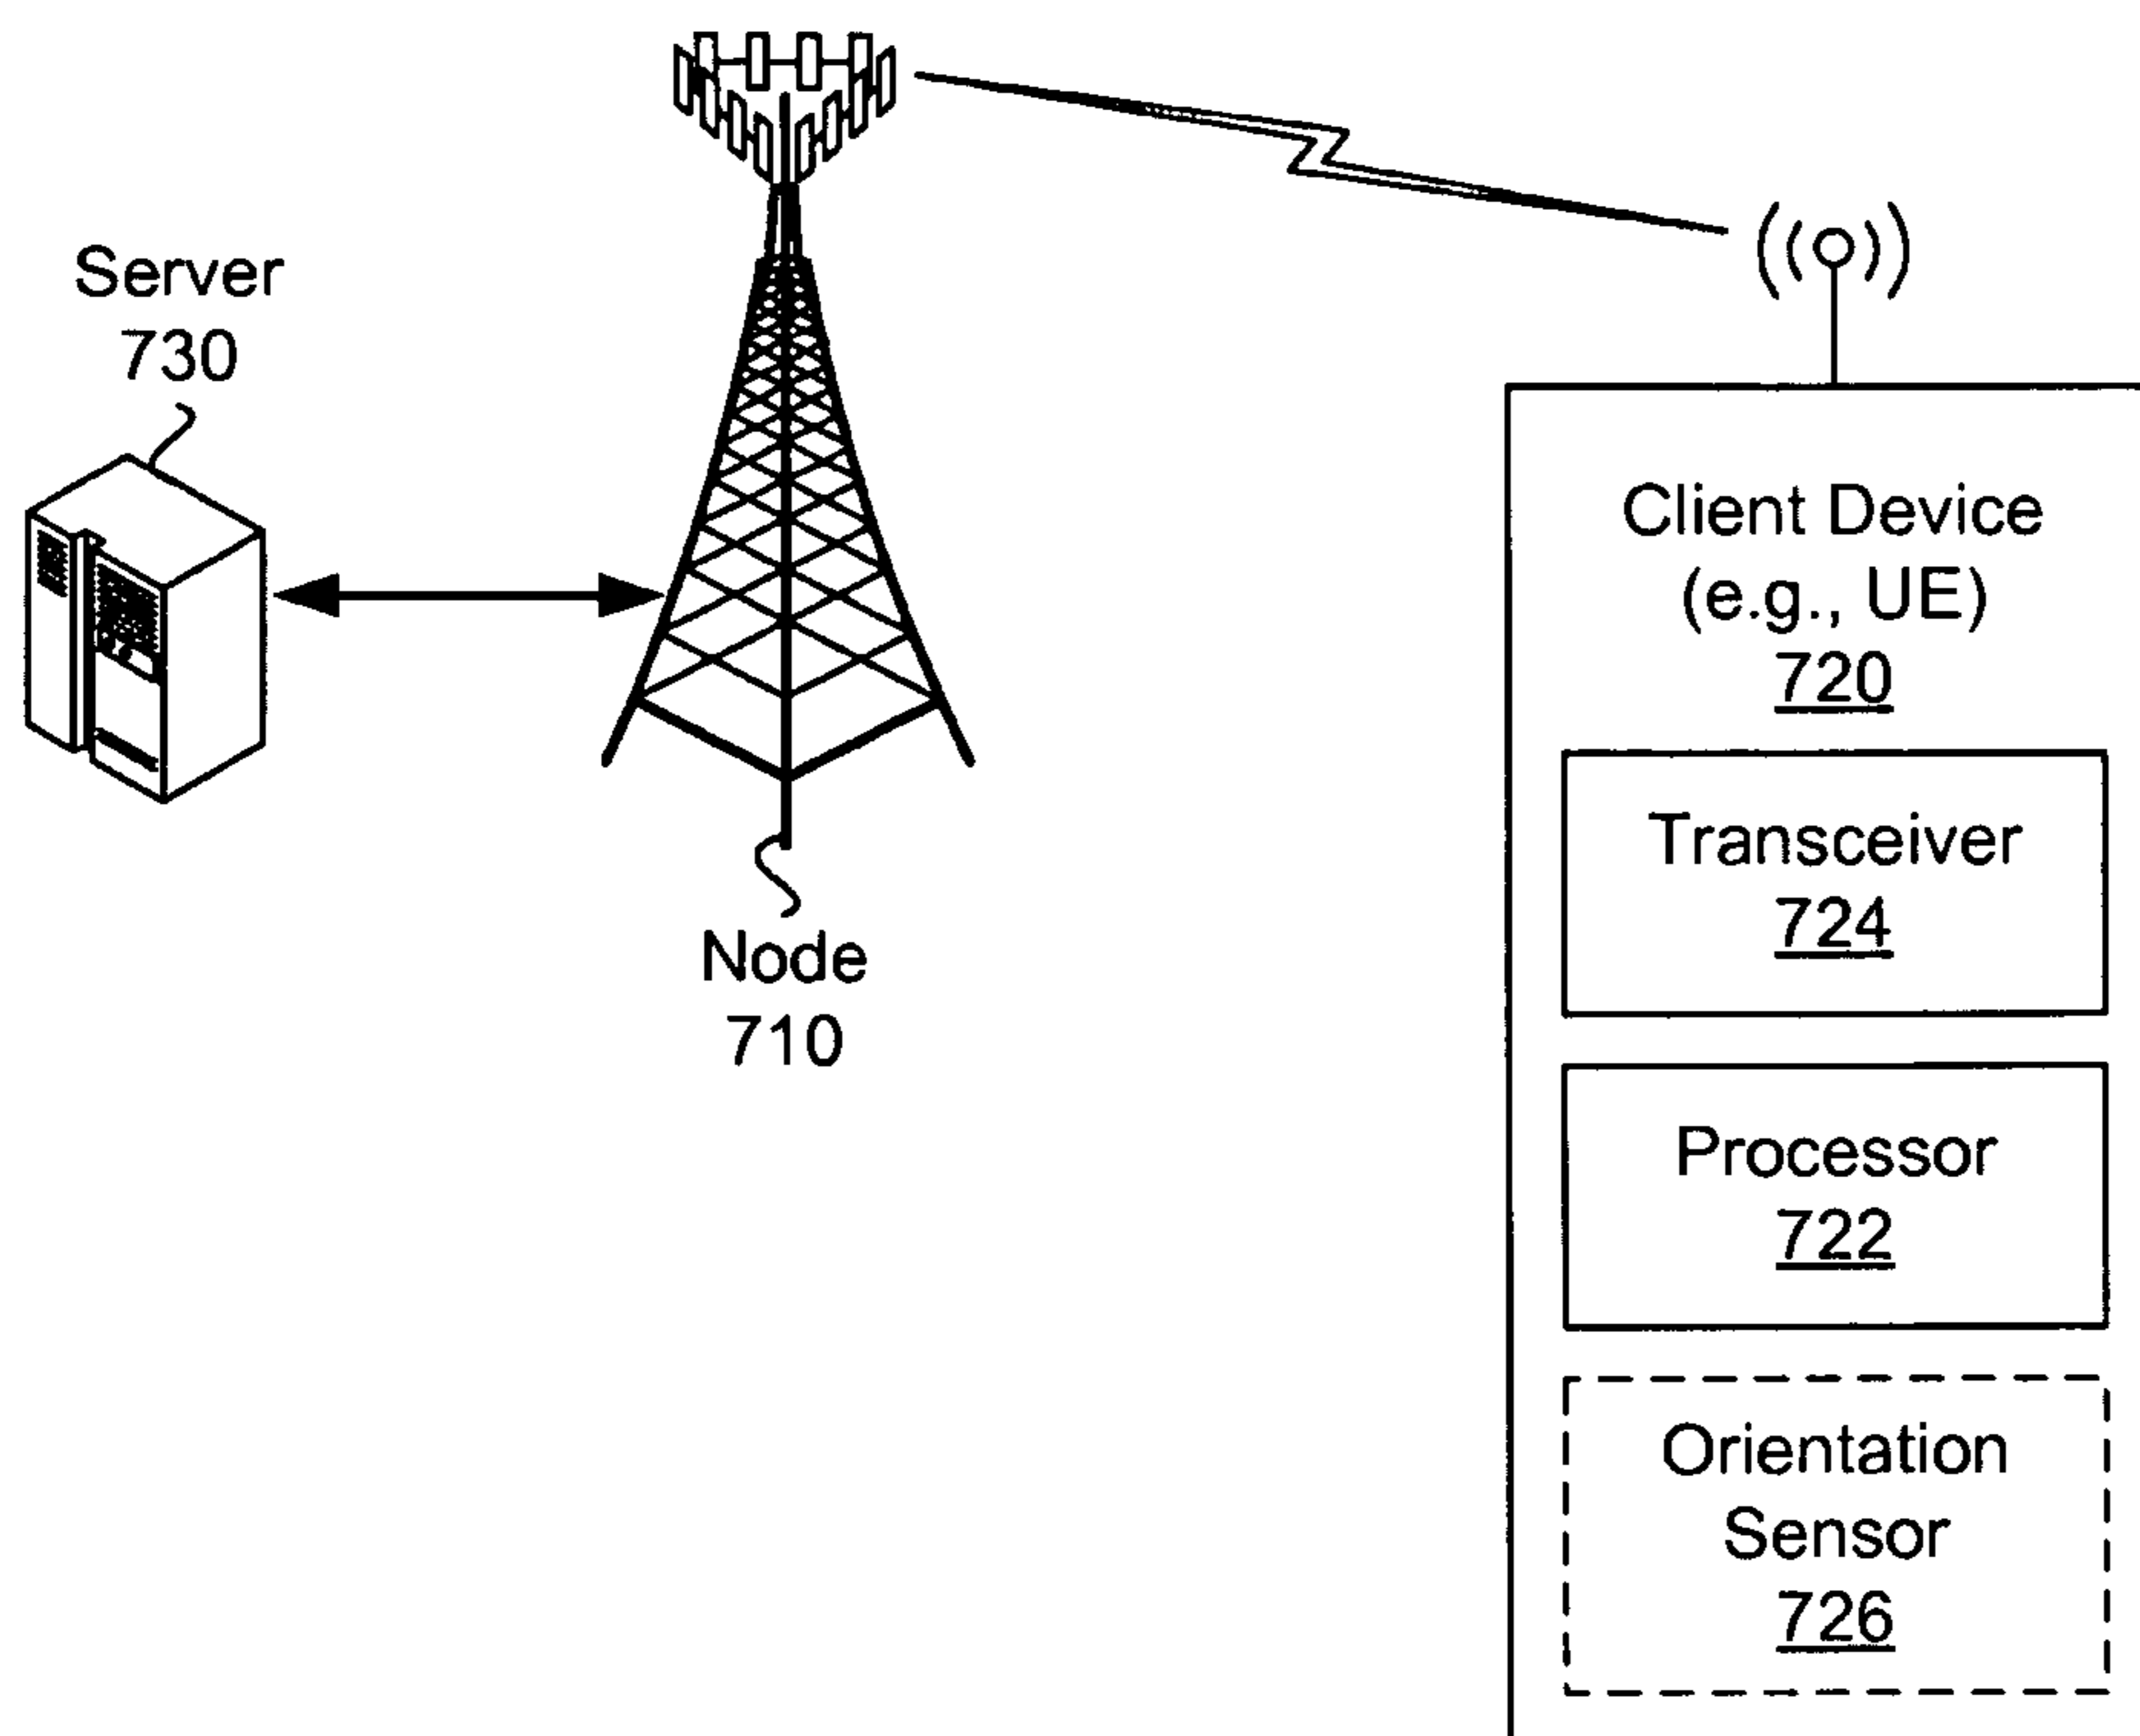 Server
730
Node
710
Client Device
(e.g., UE)
720
Transceiver
724
Processor
722
Orientation
Sensor
726